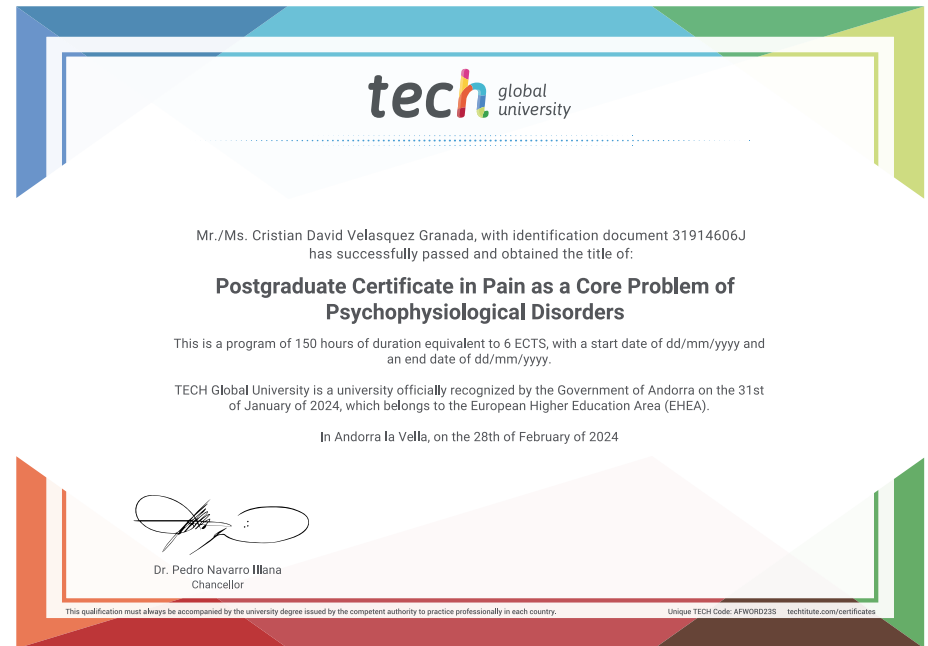 tech global university
Mr./Ms. Cristian David Velasquez Granada, with identification document 31914606J
has successfully passed and obtained the title of:
Postgraduate Certificate in Pain as a Core Problem of
Psychophysiological Disorders
This is a program of 150 hours of duration equivalent to 6 ECTS, with a start date of dd/mm/yyyy and
an end date of dd/mm/yyyy.
TECH Global University is a university officially recognized by the Government of Andorra on the 31st
of January of 2024, which belongs to the European Higher Education Area (EHEA).
In Andorra la Vella, on the 28th of February of 2024
Dr. Pedro Navarro Illana
Chancellor
This qualification must always be accompanied by the university degree issued by the competent authority to practice professionally in each country.
Unique TECH Code: AFWORD23S techtitute.com/certificates